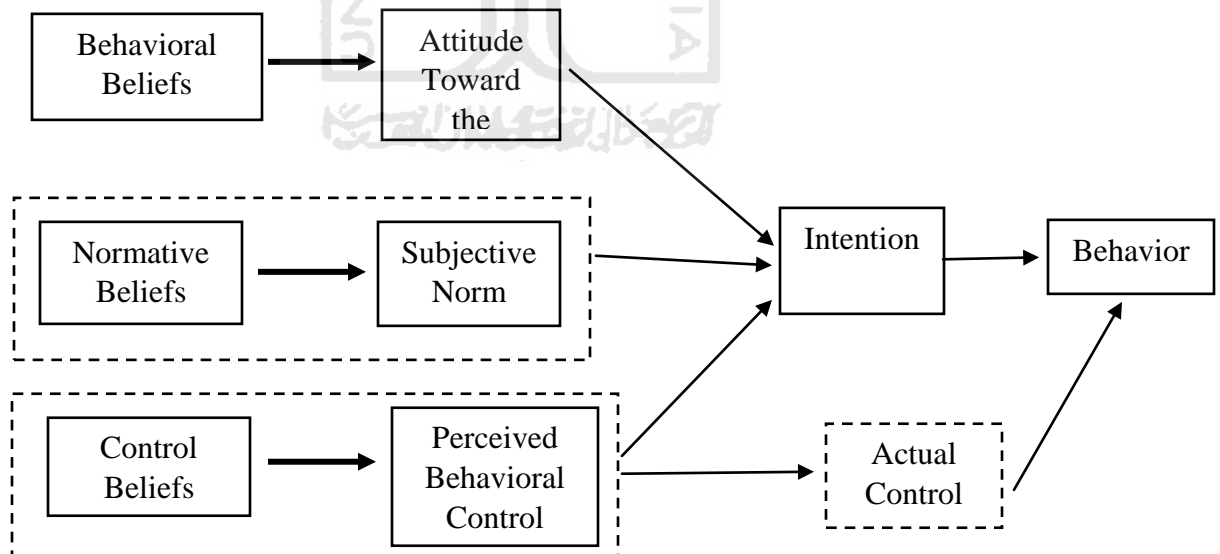 Behavioral
Beliefs
Attitude
Toward
the
Normative
Beliefs
Subjective
Norm
Intention
Behavior
Control
Beliefs
Perceived
Behavioral
Control
Actual
Control